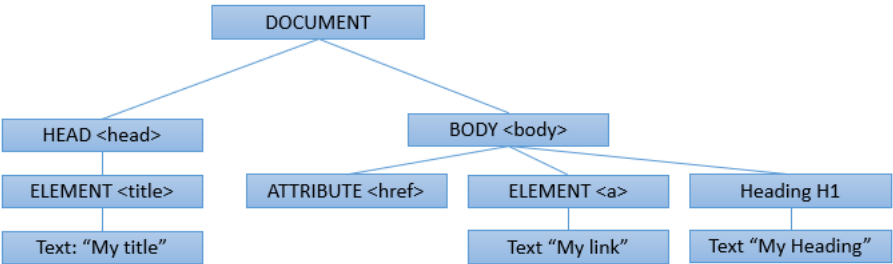 DOCUMENT
HEAD <head>
BODY <body>
ELEMENT <title>
ATTRIBUTE <href>
ELEMENT <a>
Heading H1
Text: “My title”
Text “My link”
Text “My Heading”